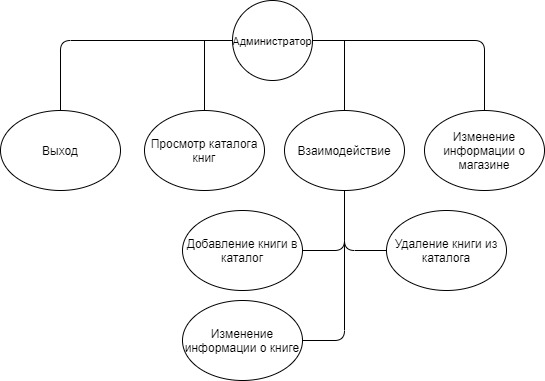 Администратор
Выход
Просмотр каталога
книг
Взаимодействие
Изменение
информации о
магазине
Добавление книги в
каталог
Удаление книги из
каталога
Изменение
информации о книге